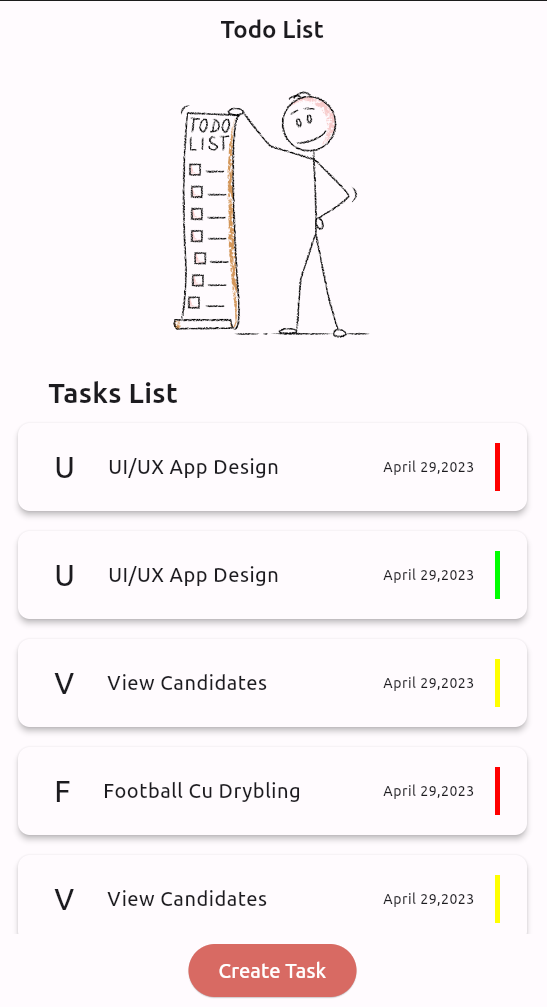 Todo List
TODO
LIST
Tasks List
U UI/UX App Design April 29,2023
U UI/UX App Design April 29,2023
V View Candidates April 29,2023
F Football Cu Drybling April 29,2023
V View Candidates April 29,2023
Create Task